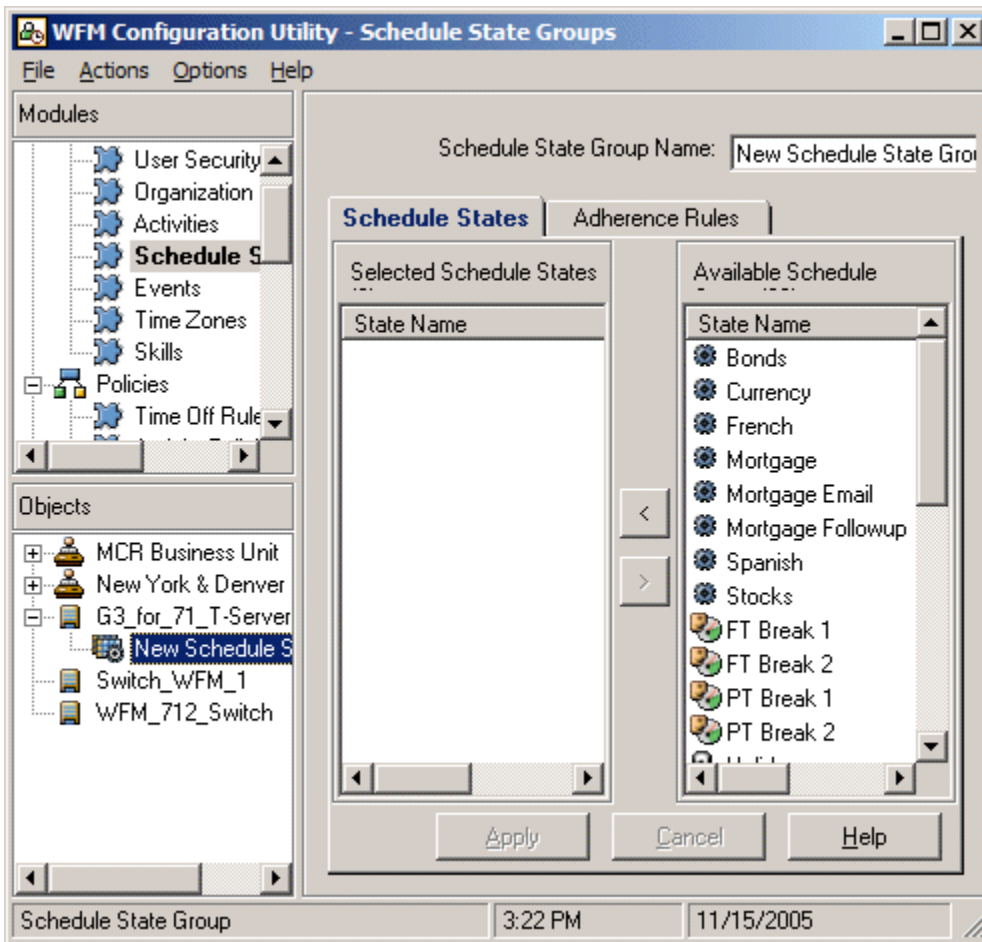 WFM Configuration Utility - Schedule State Groups
File Actions Options Help
Modules
User Security
Organization
Activities
Schedule S
Events
Time Zones
Skills
Policies
Time Off Rule
Objects
MCR Business Unit
New York & Denver
G3_for_71_T-Server
New Schedule S
Switch_WFM_1
WFM_712_Switch
Schedule State Group Name: New Schedule State Grou
Schedule States
Adherence Rules
Selected Schedule States
State Name
<
>
Available Schedule
State Name
Bonds
Currency
French
Mortgage
Mortgage Email
Mortgage Followup
Spanish
Stocks
FT Break 1
FT Break 2
PT Break 1
PT Break 2
Apply
Cancel
Help
Schedule State Group
3:22 PM
11/15/2005